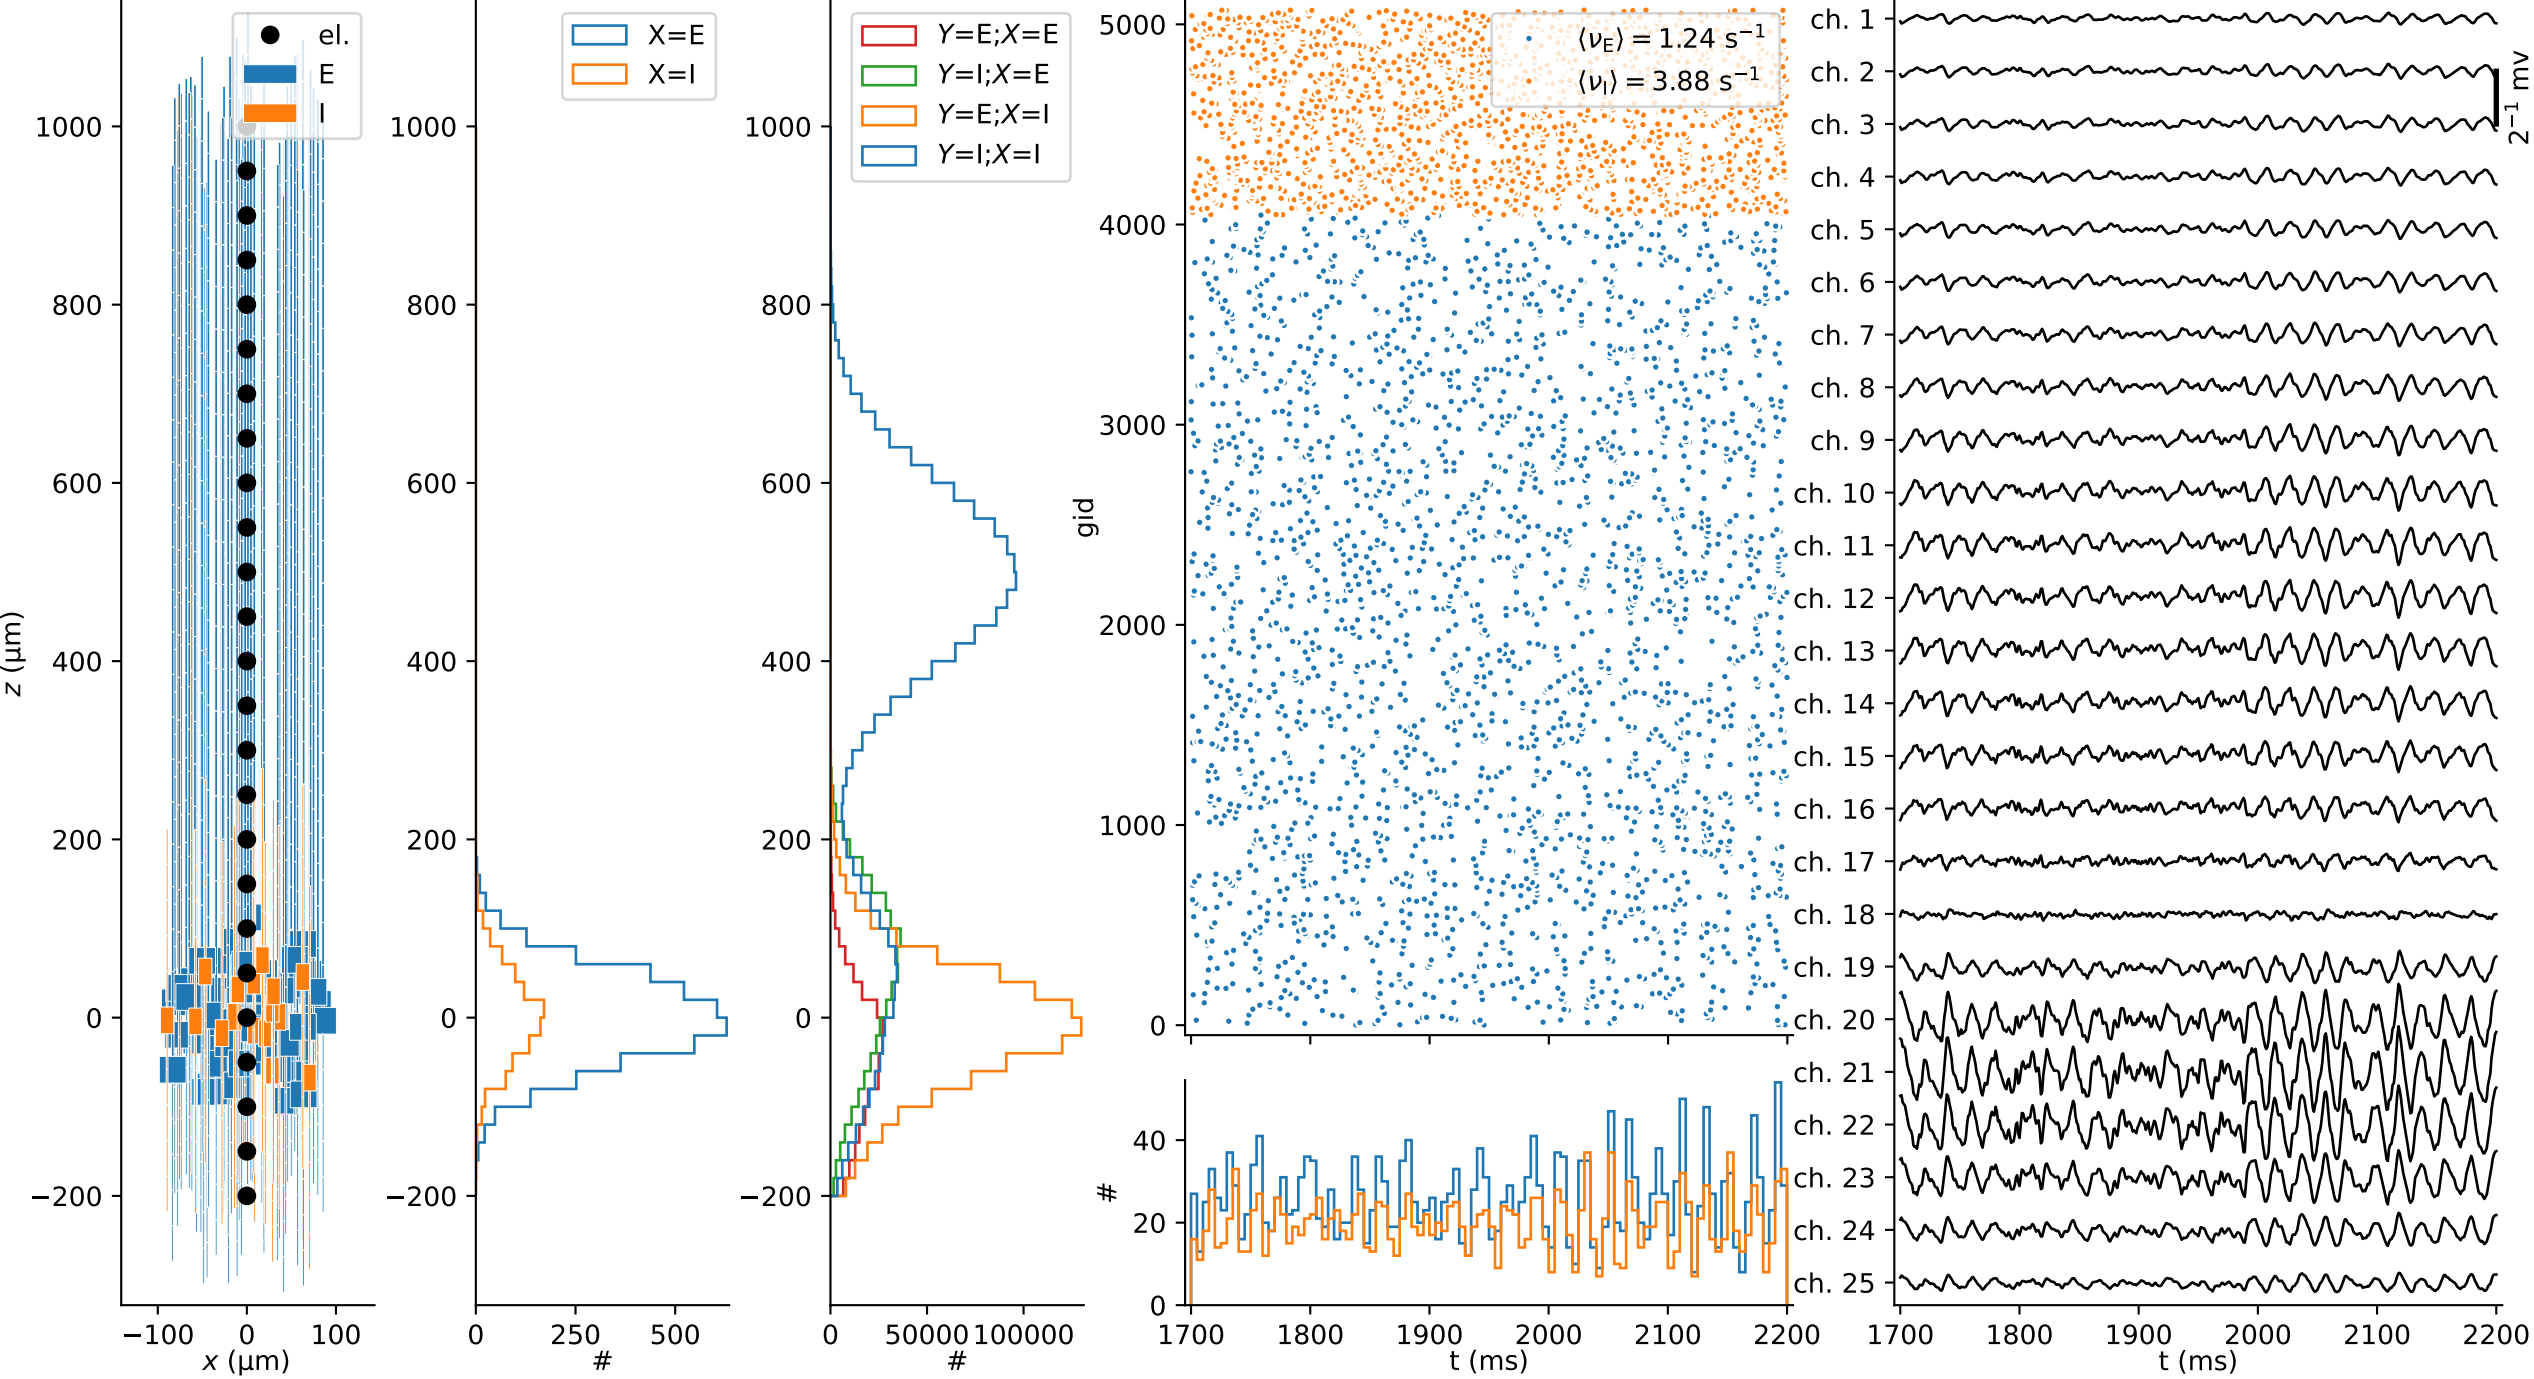 el.
E
I
1000
800
600
400
200
0
−200
z (μm)
−100
0
100
x (μm)
X=E
X=I
1000
800
600
400
200
0
−200
0
250
500
#
Y=E;X=E
Y=I;X=E
Y=E;X=I
Y=I;X=I
1000
800
600
400
200
0
−200
0
50000
100000
#
⟨νE⟩ = 1.24 s−1
⟨νI⟩ = 3.88 s−1
5000
4000
3000
2000
1000
0
gid
40
20
0
#
1700
1800
1900
2000
2100
2200
t (ms)
ch. 1
ch. 2
ch. 3
ch. 4
ch. 5
ch. 6
ch. 7
ch. 8
ch. 9
ch. 10
ch. 11
ch. 12
ch. 13
ch. 14
ch. 15
ch. 16
ch. 17
ch. 18
ch. 19
ch. 20
ch. 21
ch. 22
ch. 23
ch. 24
ch. 25
2−1 mv
1700
1800
1900
2000
2100
2200
t (ms)